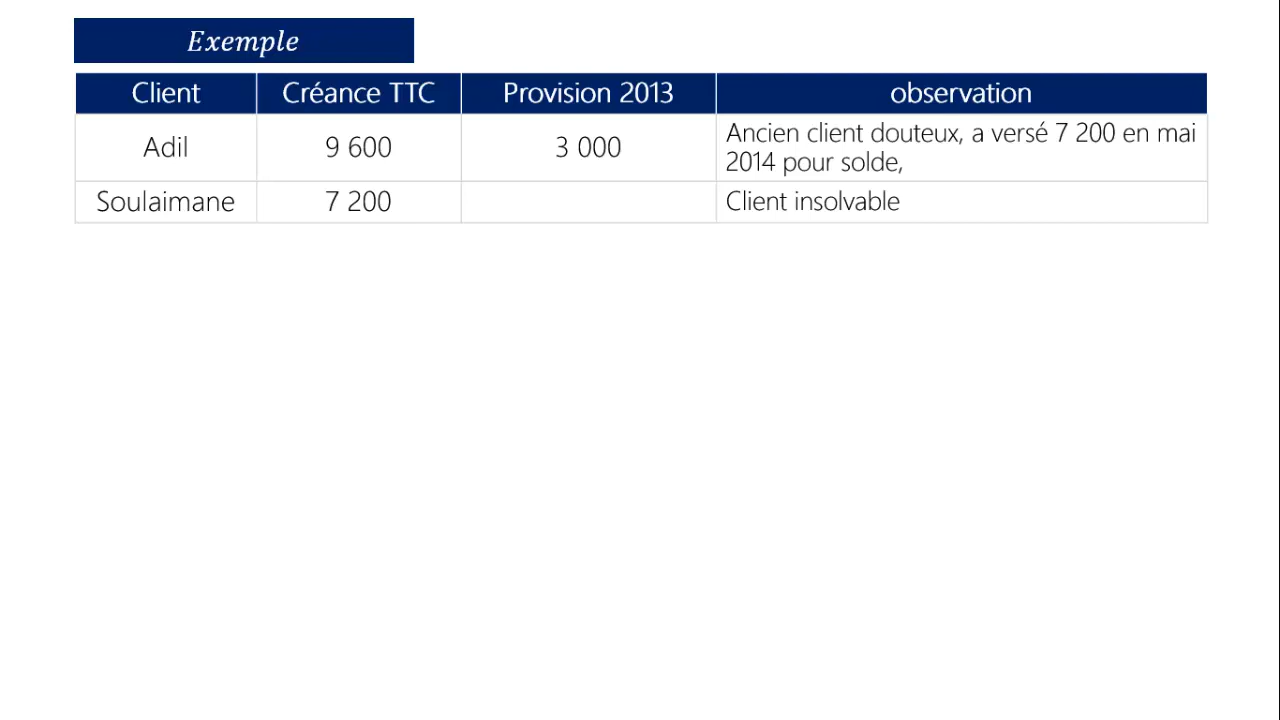 Exemple
Client Créance TTC Provision 2013 observation
Adil 9 600 3 000 Ancien client douteux, a versé 7 200 en mai
2014 pour solde,
Soulaimane 7 200 Client insolvable